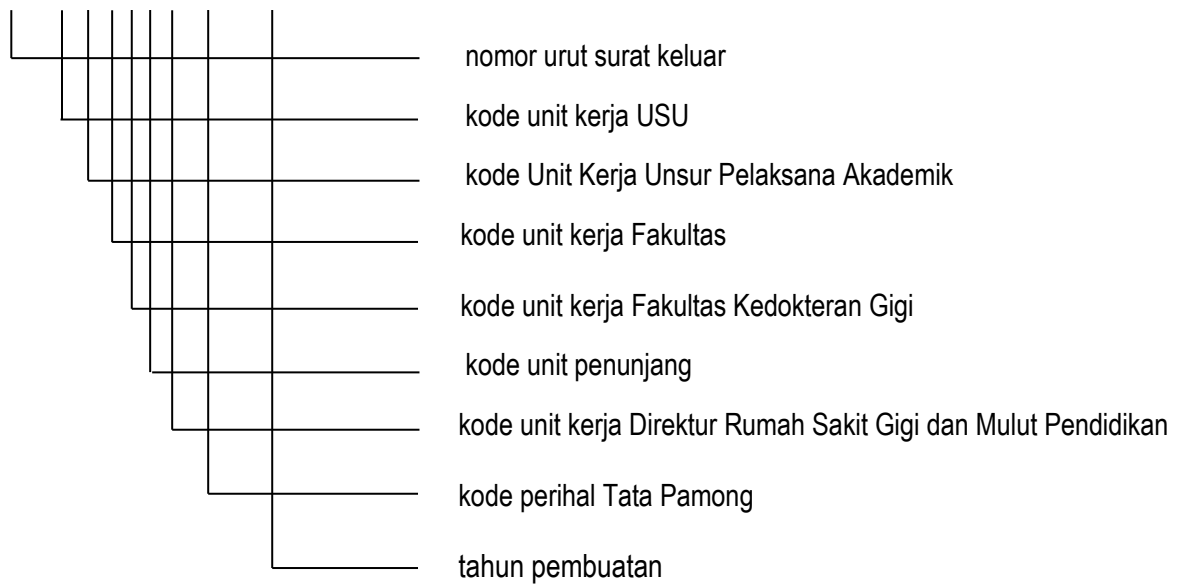 nomor urut surat keluar
kode unit kerja USU
kode Unit Kerja Unsur Pelaksana Akademik
kode unit kerja Fakultas
kode unit kerja Fakultas Kedokteran Gigi
kode unit penunjang
kode unit kerja Direktur Rumah Sakit Gigi dan Mulut Pendidikan
kode perihal Tata Pamong
tahun pembuatan